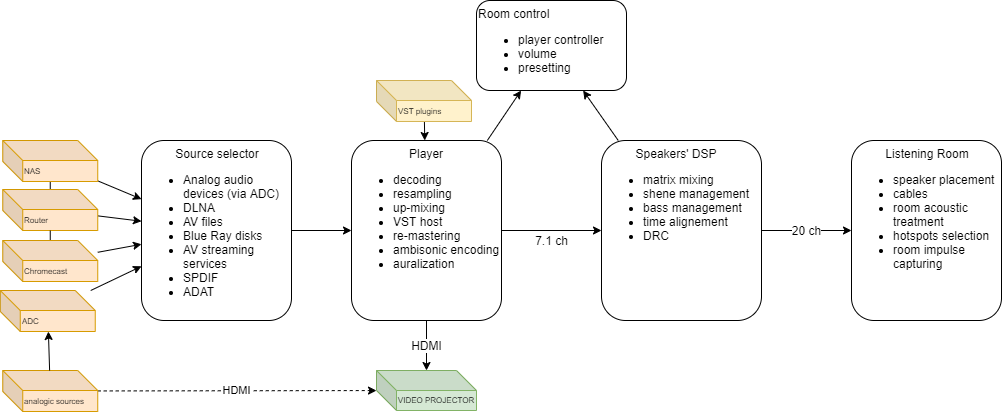 Room control
player controller
volume
presetting
VST plugins
NAS
Router
Chromecast
ADC
analogic sources
Source selector
Analog audio
devices (via ADC)
DLNA
AV files
Blue Ray disks
AV streaming
services
SPDIF
ADAT
Player
decoding
resampling
up-mixing
VST host
re-mastering
ambisonic encoding
auralization
7.1 ch
Speakers' DSP
matrix mixing
shene management
bass management
time alignement
DRC
20 ch
Listening Room
speaker placement
cables
room acoustic
treatment
hotspots selection
room impulse
capturing
HDMI
HDMI
VIDEO PROJECTOR